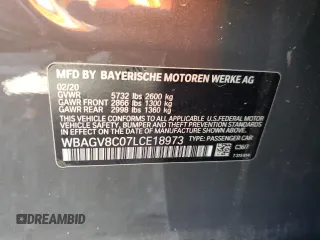 MFD BY BAYERISCHE MOTOREN WERKE AG
02/20
GVWR 5732 lbs 2600 kg
GAWR FRONT 2866 lbs 1300 kg
GAWR REAR 2998 lbs 1360 kg
THIS VEHICLE CONFORMS TO ALL APPLICABLE
FEDERAL MOTOR VEHICLE SAFETY, BUMPER AND
THEFT PREVENTION STANDARDS IN EFFECT ON
THE DATE OF MANUFACTURE SHOWN ABOVE.
WBAGV8C07LCE18973
TYPE: PASSENGER CAR
C3W
autobidcar